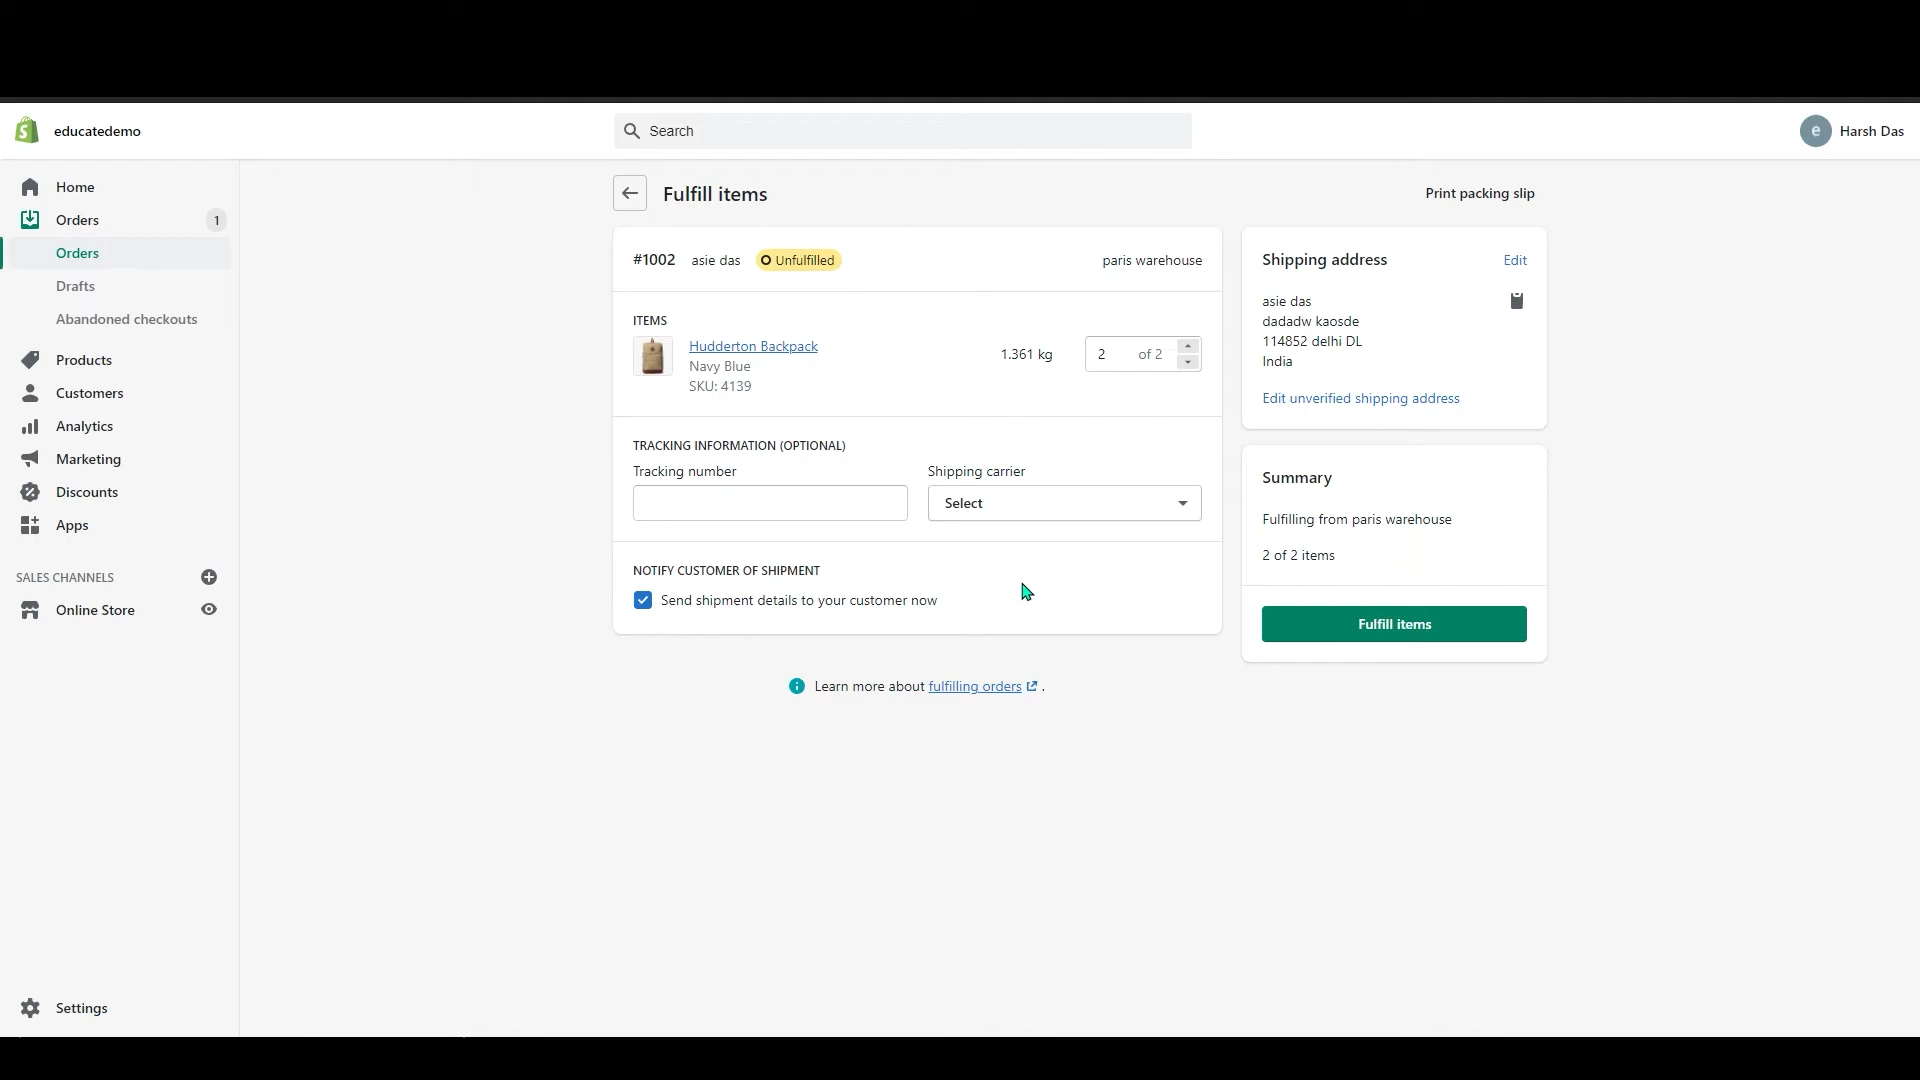 educatedemo
Search
e
Harsh Das
Home
Orders
1
Orders
Drafts
Abandoned checkouts
Products
Customers
Analytics
Marketing
Discounts
Apps
SALES CHANNELS
Online Store
Settings
Fulfill items
Print packing slip
#1002 asie das Unfulfilled paris warehouse
ITEMS
Hudderton Backpack
Navy Blue
SKU: 4139
1.361 kg
2 of 2
TRACKING INFORMATION (OPTIONAL)
Tracking number
Shipping carrier
Select
NOTIFY CUSTOMER OF SHIPMENT
Send shipment details to your customer now
Learn more about fulfilling orders .
Shipping address
Edit
asie das
dadadw kaosde
114852 delhi DL
India
Edit unverified shipping address
Summary
Fulfilling from paris warehouse
2 of 2 items
Fulfill items